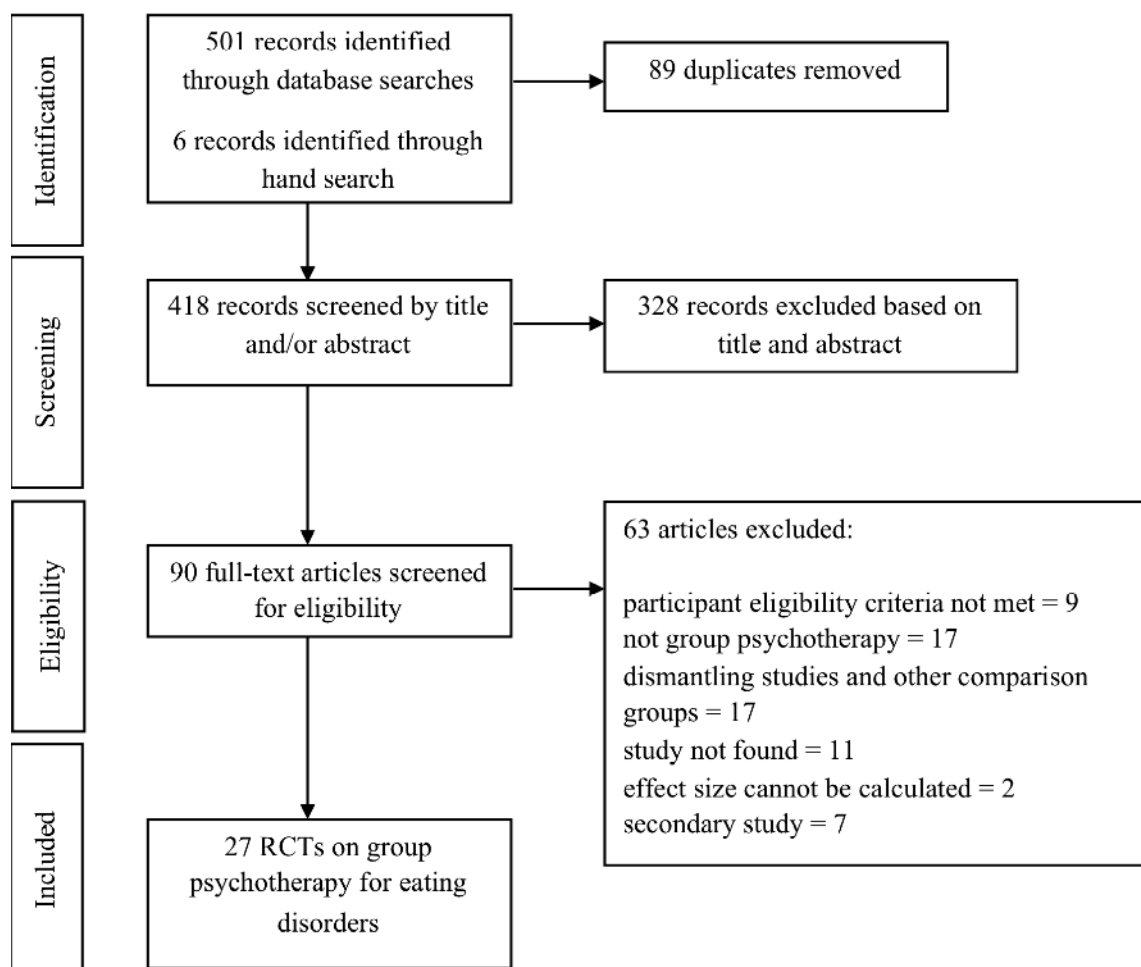 Identification
501 records identified
through database searches
6 records identified through
hand search
89 duplicates removed
Screening
418 records screened by title
and/or abstract
328 records excluded based on
title and abstract
Eligibility
90 full-text articles screened
for eligibility
63 articles excluded:
participant eligibility criteria not met = 9
not group psychotherapy = 17
dismantling studies and other comparison
groups = 17
study not found = 11
effect size cannot be calculated = 2
secondary study = 7
Included
27 RCTs on group
psychotherapy for eating
disorders